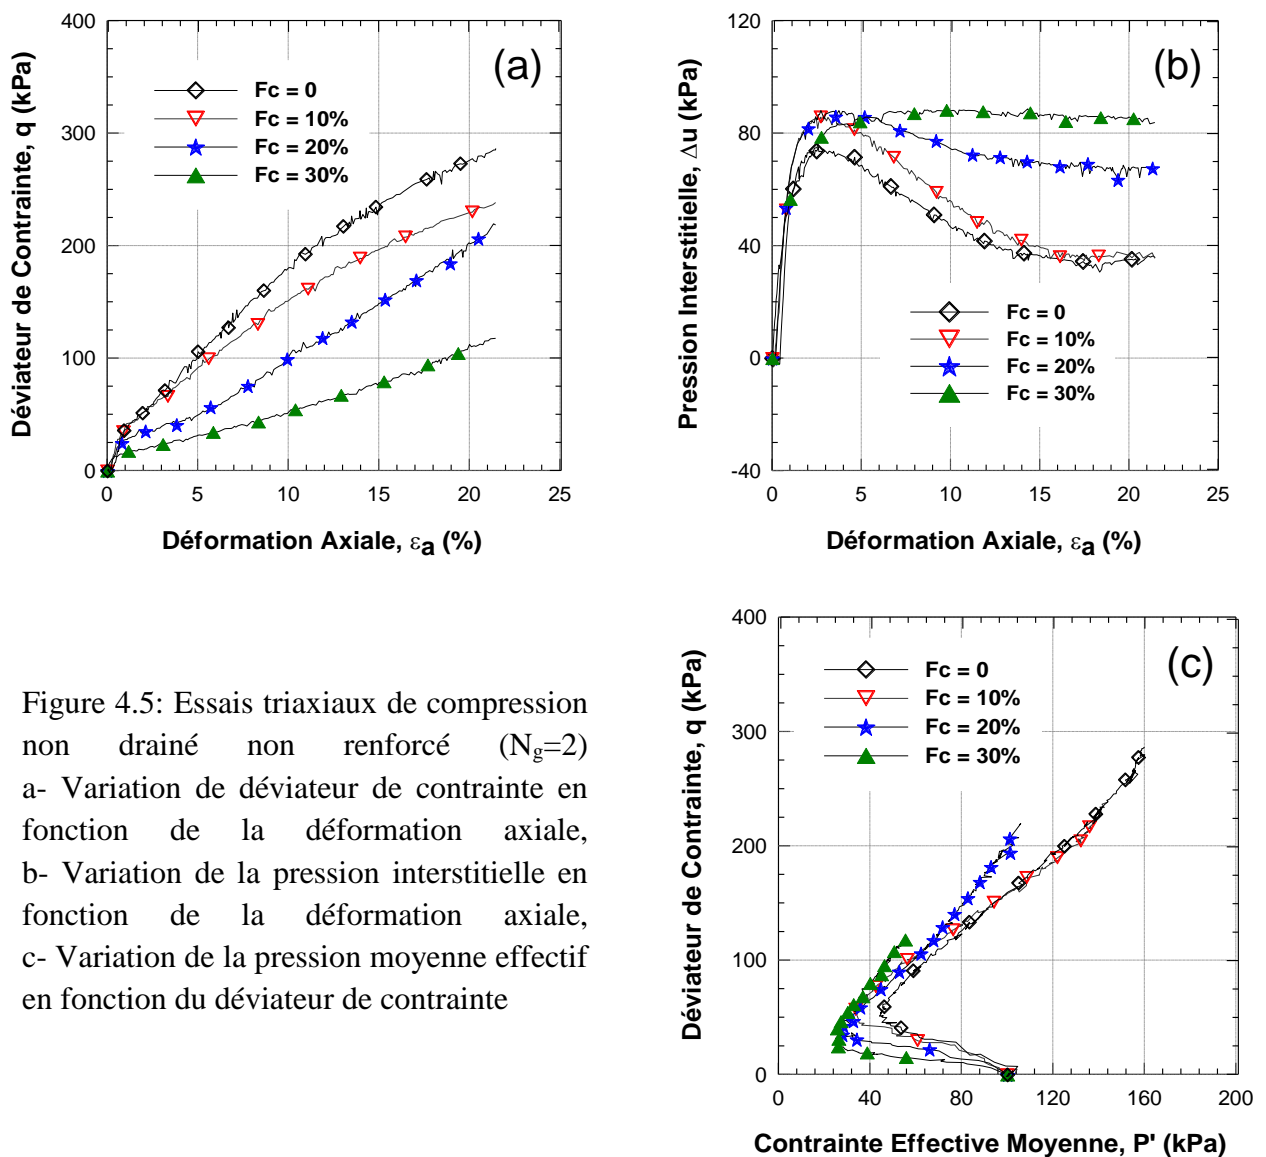 400
300
200
100
0
0
5
10
15
20
25
Déviateur de Contrainte, q (kPa)
Déformation Axiale, εa (%)
(a)
Fc = 0
Fc = 10%
Fc = 20%
Fc = 30%
120
80
40
0
-40
0
5
10
15
20
25
Pression Interstitielle, Δu (kPa)
Déformation Axiale, εa (%)
(b)
Fc = 0
Fc = 10%
Fc = 20%
Fc = 30%
Figure 4.5: Essais triaxiaux de compression
non drainé non renforcé (Ng=2)
a- Variation de déviateur de contrainte en
fonction de la déformation axiale,
b- Variation de la pression interstitielle en
fonction de la déformation axiale,
c- Variation de la pression moyenne effectif
en fonction du déviateur de contrainte
400
300
200
100
0
0
40
80
120
160
200
Déviateur de Contrainte, q (kPa)
Contrainte Effective Moyenne, P' (kPa)
(c)
Fc = 0
Fc = 10%
Fc = 20%
Fc = 30%